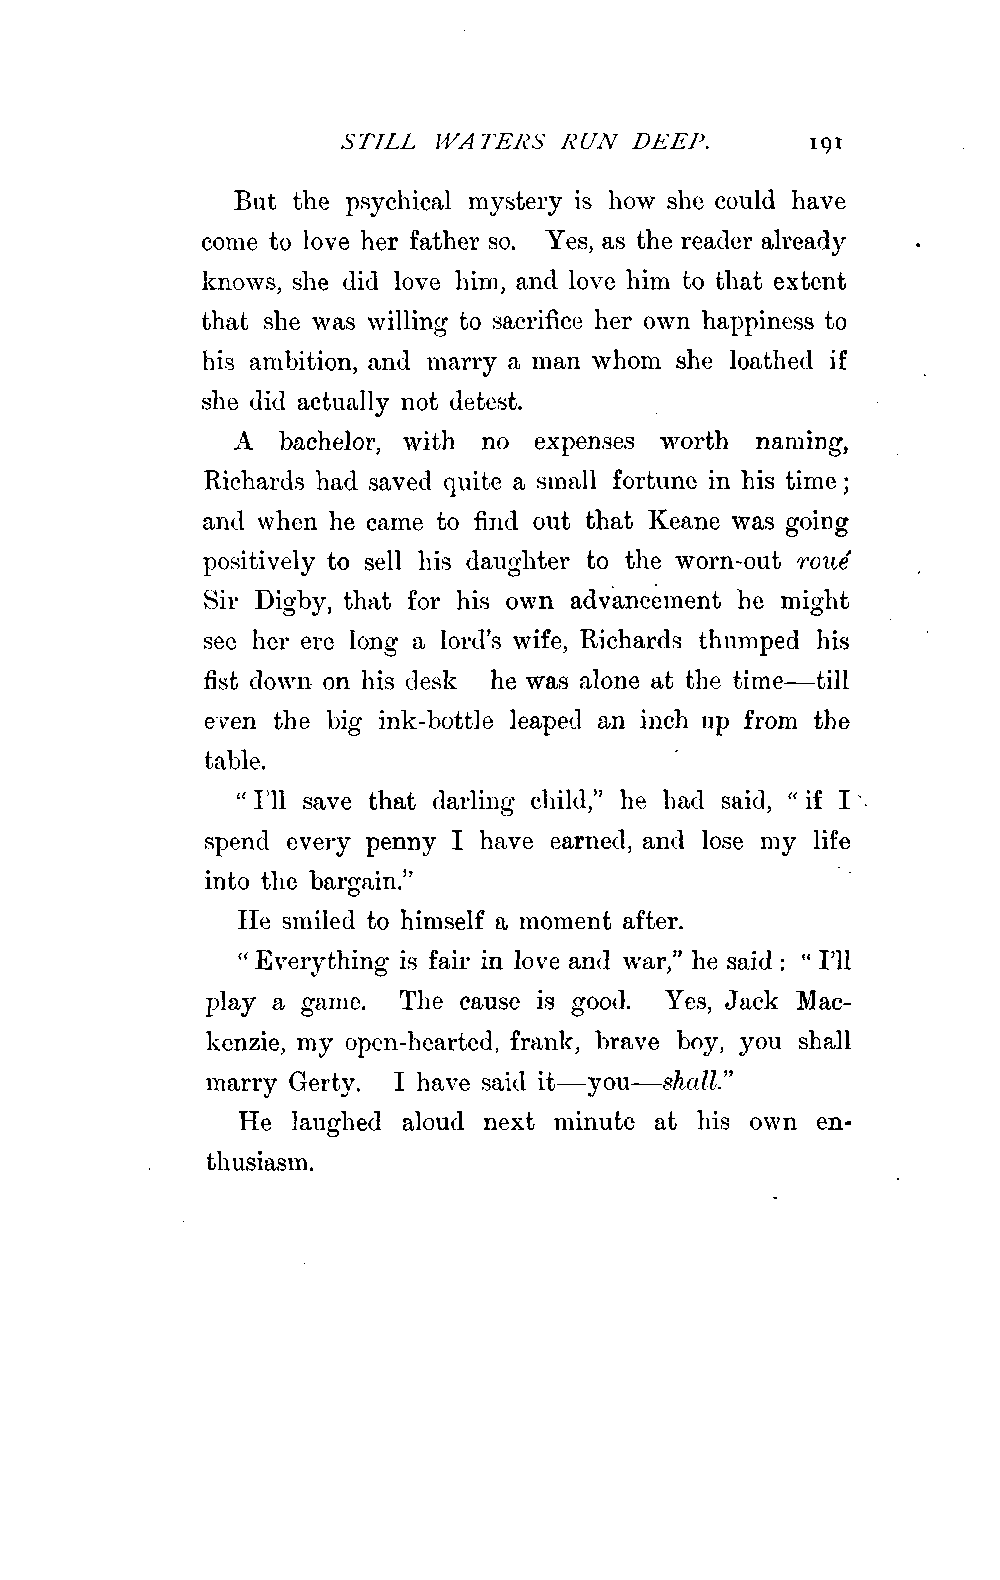 STILL WATERS RUN DEEP. 191
But the psychical mystery is how she could have
come to love her father so. Yes, as the reader already
knows, she did love him, and love him to that extent
that she was willing to sacrifice her own happiness to
his ambition, and marry a man whom she loathed if
she did actually not detest.
A bachelor, with no expenses worth naming,
Richards had saved quite a small fortune in his time;
and when he came to find out that Keane was going
positively to sell his daughter to the worn-out roué
Sir Digby, that for his own advancement he might
see her ere long a lord's wife, Richards thumped his
fist down on his desk he was alone at the time—till
even the big ink-bottle leaped an inch up from the
table.
"I'll save that darling child," he had said, "if I
spend every penny I have earned, and lose my life
into the bargain."
He smiled to himself a moment after.
"Everything is fair in love and war," he said: "I'll
play a game. The cause is good. Yes, Jack Mac-
kenzie, my open-hearted, frank, brave boy, you shall
marry Gerty. I have said it—you—shall."
He laughed aloud next minute at his own en-
thusiasm.